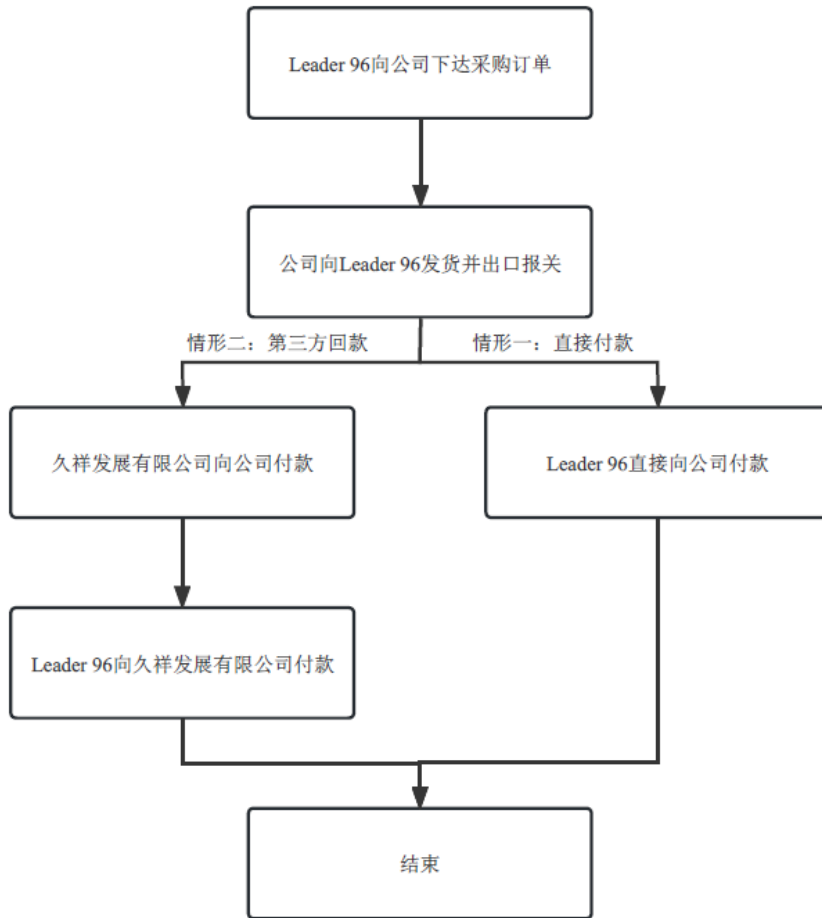 Leader 96向公司下达采购订单
公司向Leader 96发货并出口报关
情形二：第三方回款
情形一：直接付款
久祥发展有限公司向公司付款
Leader 96直接向公司付款
Leader 96向久祥发展有限公司付款
结束